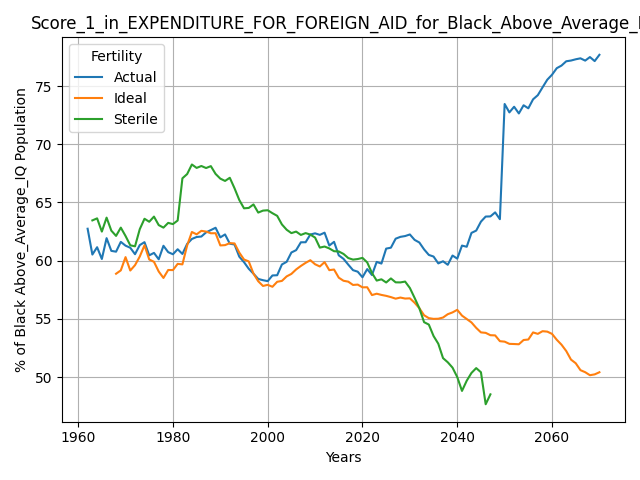 Score_1_in_EXPENDITURE_FOR_FOREIGN_AID_for_Black_Above_Average_
% of Black Above_Average_IQ Population
Fertility
Actual
Ideal
Sterile
75
70
65
60
55
50
1960
1980
2000
2020
2040
2060
Years